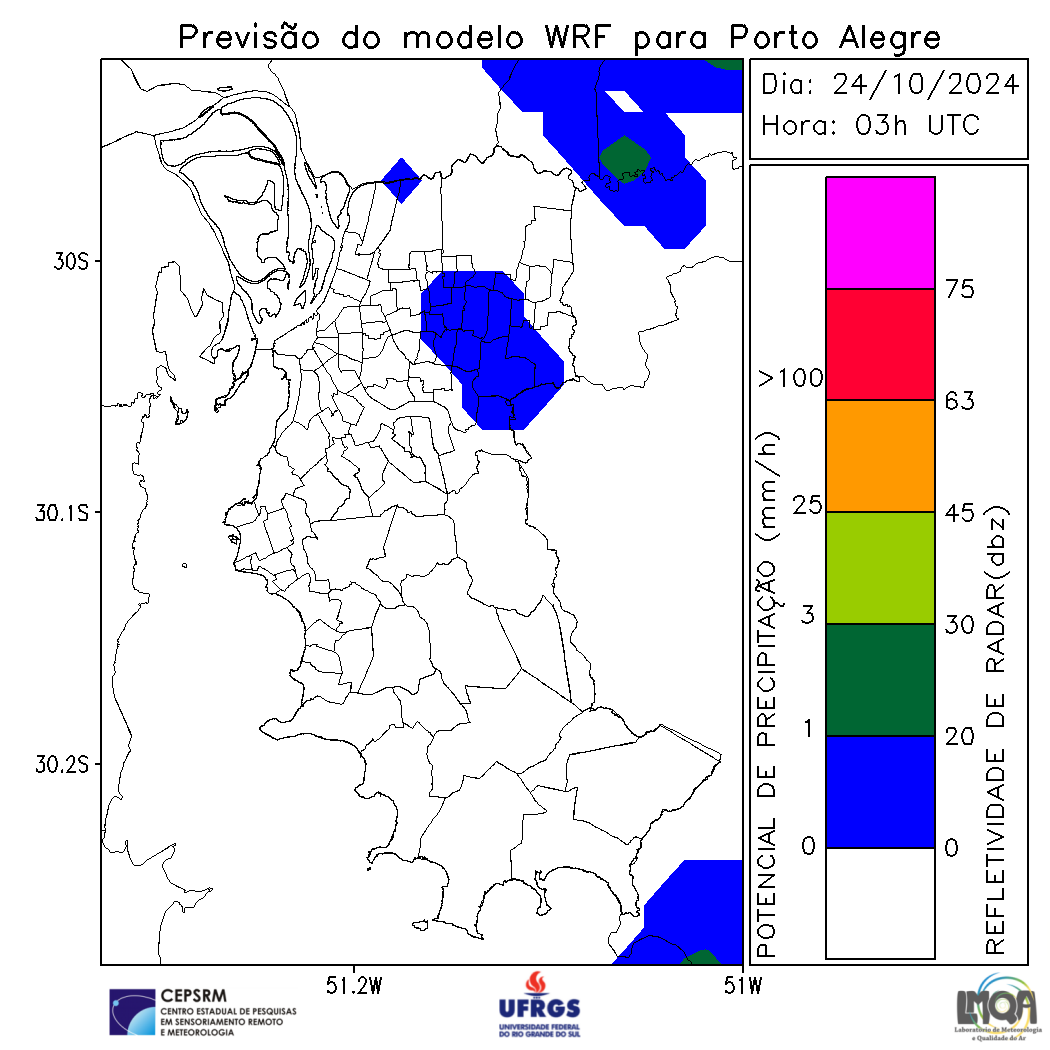 Previsão do modelo WRF para Porto Alegre
Dia: 24/10/2024
Hora: 03h UTC
30S
30.1S
30.2S
51.2W
51W
POTENCIAL DE PRECIPITAÇÃO (mm/h)
>100
25
3
1
0
75
63
45
30
20
0
REFLETIVIDADE DE RADAR(dbz)
CEPSRM
CENTRO ESTADUAL DE PESQUISAS
EM SENSORIAMENTO REMOTO
E METEOROLOGIA
UFRGS
UNIVERSIDADE FEDERAL
DO RIO GRANDE DO SUL
LMQA
Laboratório de Meteorologia
e Qualidade do Ar